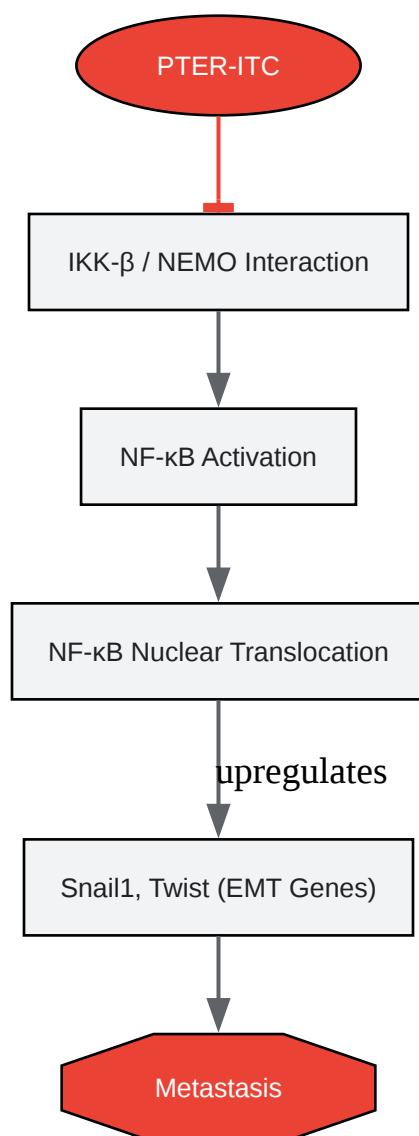 PTER-ITC
IKK-β / NEMO Interaction
NF-κB Activation
NF-κB Nuclear Translocation
upregulates
Snail1, Twist (EMT Genes)
Metastasis